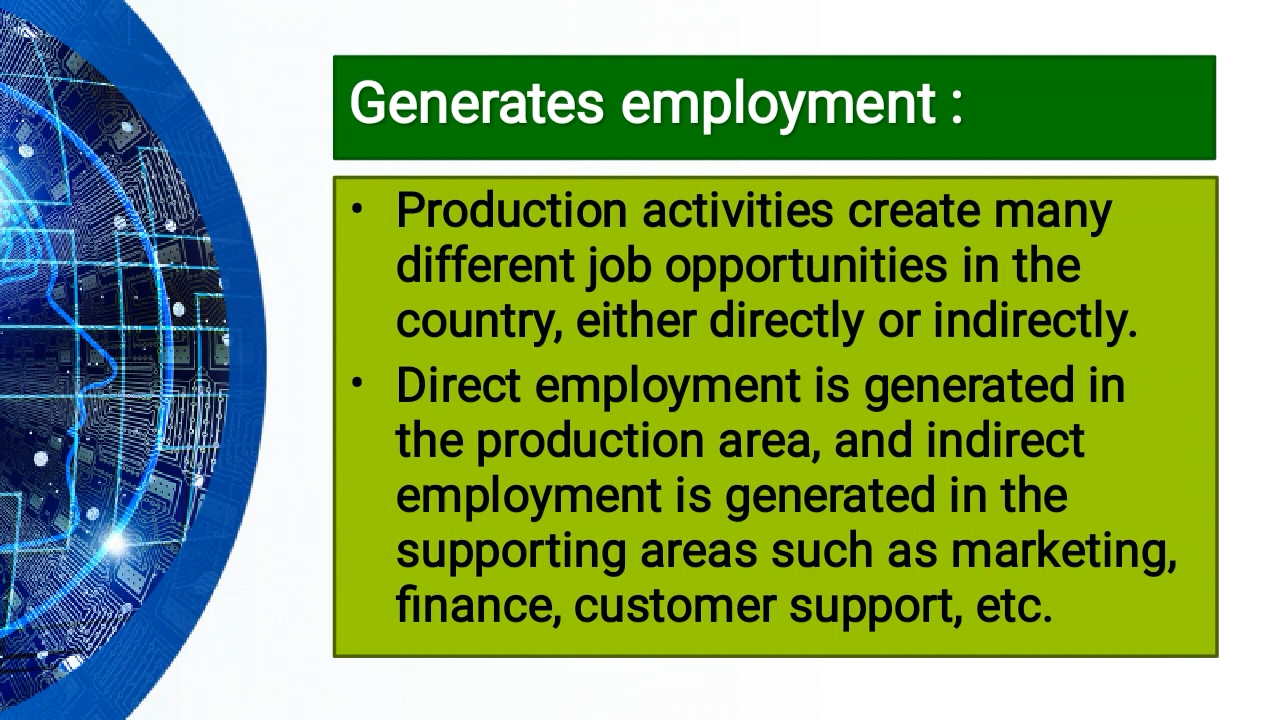 Generates employment :
• Production activities create many
different job opportunities in the
country, either directly or indirectly.
• Direct employment is generated in
the production area, and indirect
employment is generated in the
supporting areas such as marketing,
finance, customer support, etc.